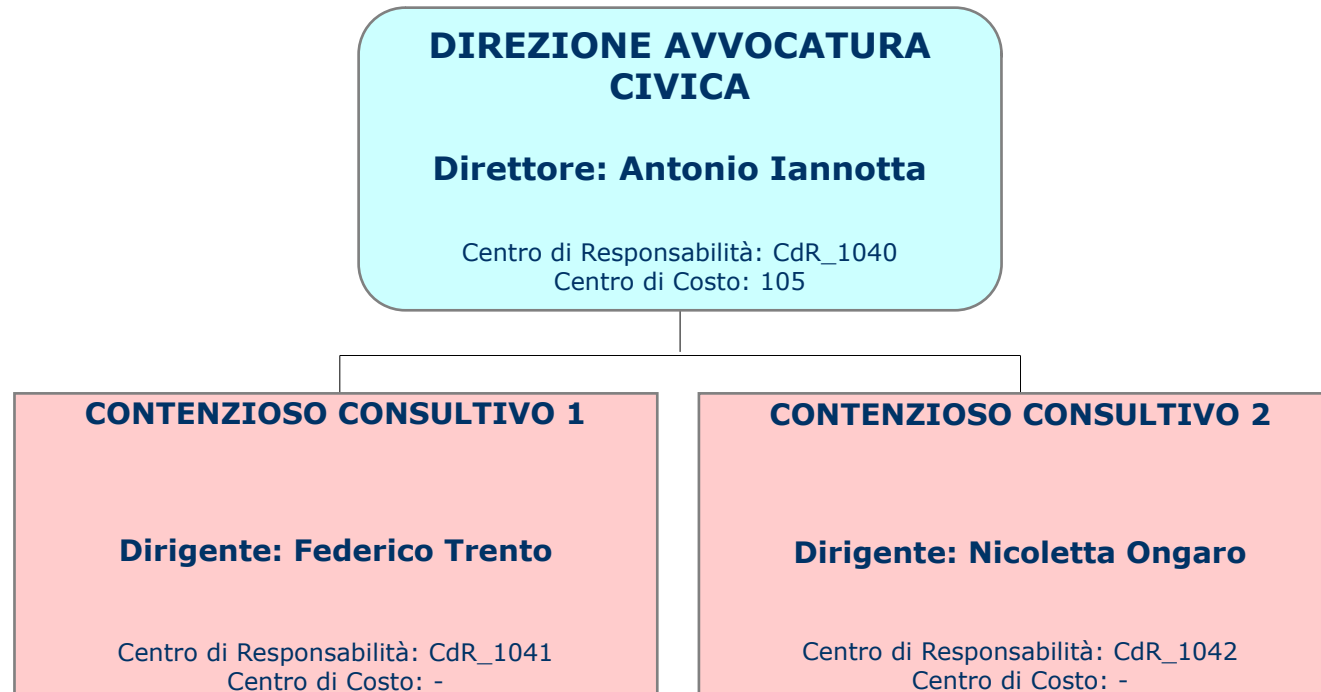 DIREZIONE AVVOCATURA
CIVICA
Direttore: Antonio Iannotta
Centro di Responsabilità: CdR_1040
Centro di Costo: 105
CONTENZIOSO CONSULTIVO 1
Dirigente: Federico Trento
Centro di Responsabilità: CdR_1041
Centro di Costo: -
CONTENZIOSO CONSULTIVO 2
Dirigente: Nicoletta Ongaro
Centro di Responsabilità: CdR_1042
Centro di Costo: -